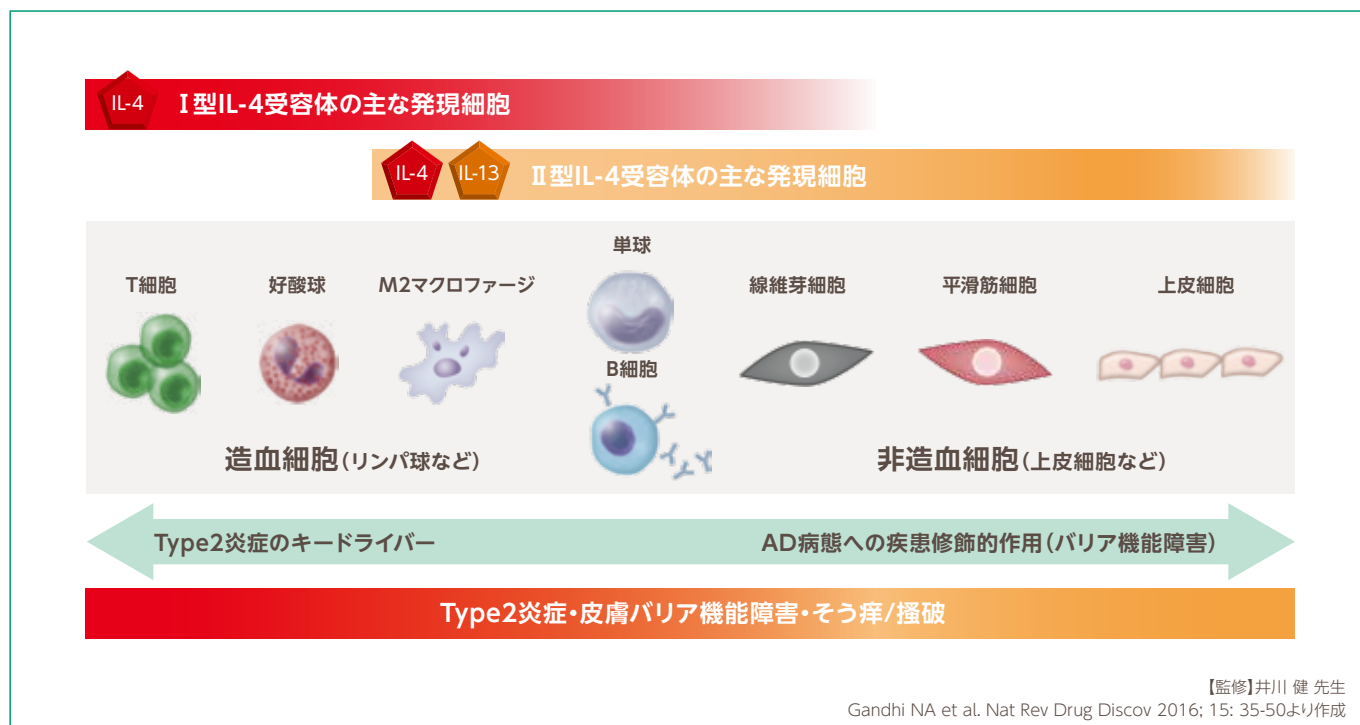 IL-4 Ⅰ型IL-4受容体の主な発現細胞
IL-4 IL-13 Ⅱ型IL-4受容体の主な発現細胞
T細胞
好酸球
M2マクロファージ
単球
B細胞
線維芽細胞
平滑筋細胞
上皮細胞
造血細胞(リンパ球など)
非造血細胞(上皮細胞など)
Type2炎症のキードライバー
AD病態への疾患修飾的作用(バリア機能障害)
Type2炎症・皮膚バリア機能障害・そう痒/掻破
【監修】井川 健 先生
Gandhi NA et al. Nat Rev Drug Discov 2016; 15: 35-50より作成